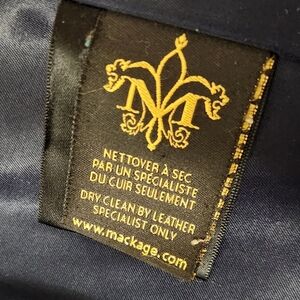 M
NETTOYER À SEC
PAR UN SPÉCIALISTE
DU CUIR SEULEMENT
DRY CLEAN BY LEATHER
SPECIALIST ONLY
www.mackage.com